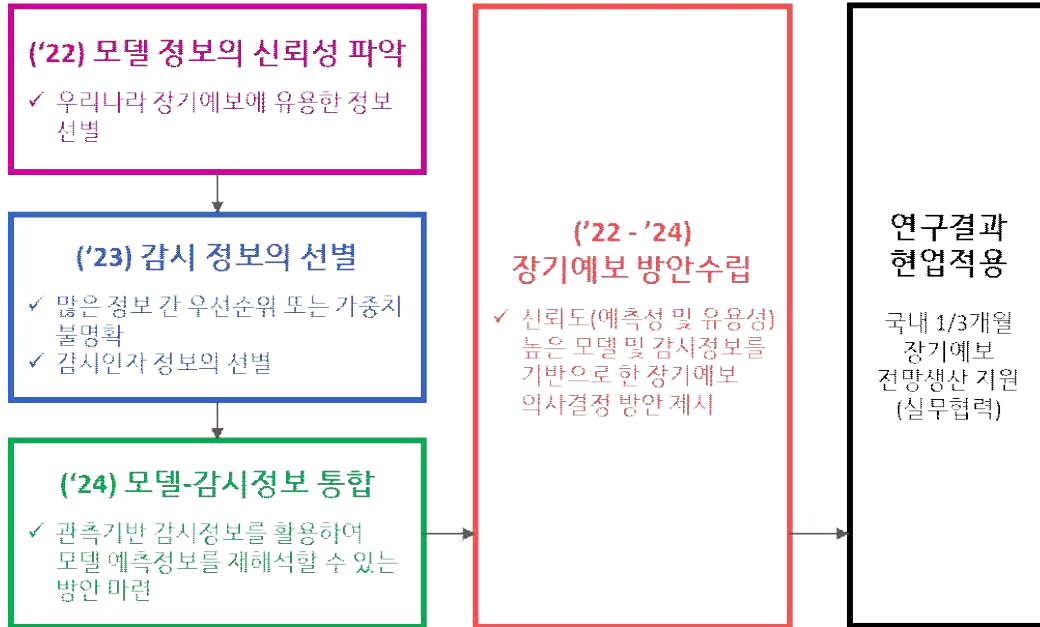 (‘22) 모델 정보의 신뢰성 파악
✓ 우리나라 장기예보에 유용한 정보
선별
(‘23) 감시 정보의 선별
✓ 많은 정보 간 우선순위 또는 가중치
불명확
✓ 감시인자 정보의 선별
(‘24) 모델-감시정보 통합
✓ 관측기반 감시정보를 활용하여
모델 예측정보를 재해석할 수 있는
방안 마련
(’22 - ’24)
장기예보 방안수립
✓ 신뢰도(예측성 및 유용성)
높은 모델 및 감시정보를
기반으로 한 장기예보
의사결정 방안 제시
연구결과
현업적용
국내 1/3개월
장기예보
전망생산 지원
(실무협력)